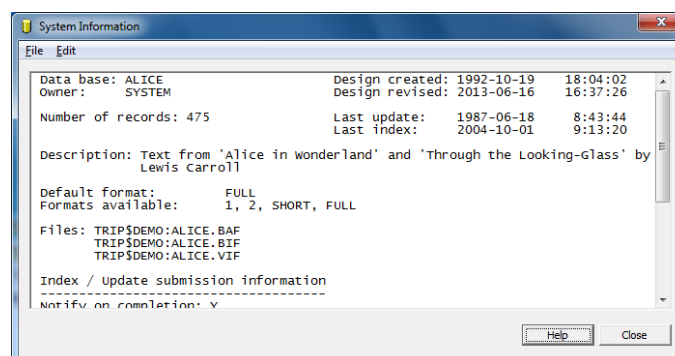 System Information
File Edit
Data base: ALICE Design created: 1992-10-19 18:04:02
Owner: SYSTEM Design revised: 2013-06-16 16:37:26
Number of records: 475 Last update: 1987-06-18 8:43:44
Last index: 2004-10-01 9:13:20
Description: Text from 'Alice in Wonderland' and 'Through the Looking-Glass' by
Lewis Carroll
Default format: FULL
Formats available: 1, 2, SHORT, FULL
Files: TRIP$DEMO:ALICE.BAF
TRIP$DEMO:ALICE.BIF
TRIP$DEMO:ALICE.VIF
Index / Update submission information
-------------------------------------
Notify on completion: Y
Help Close